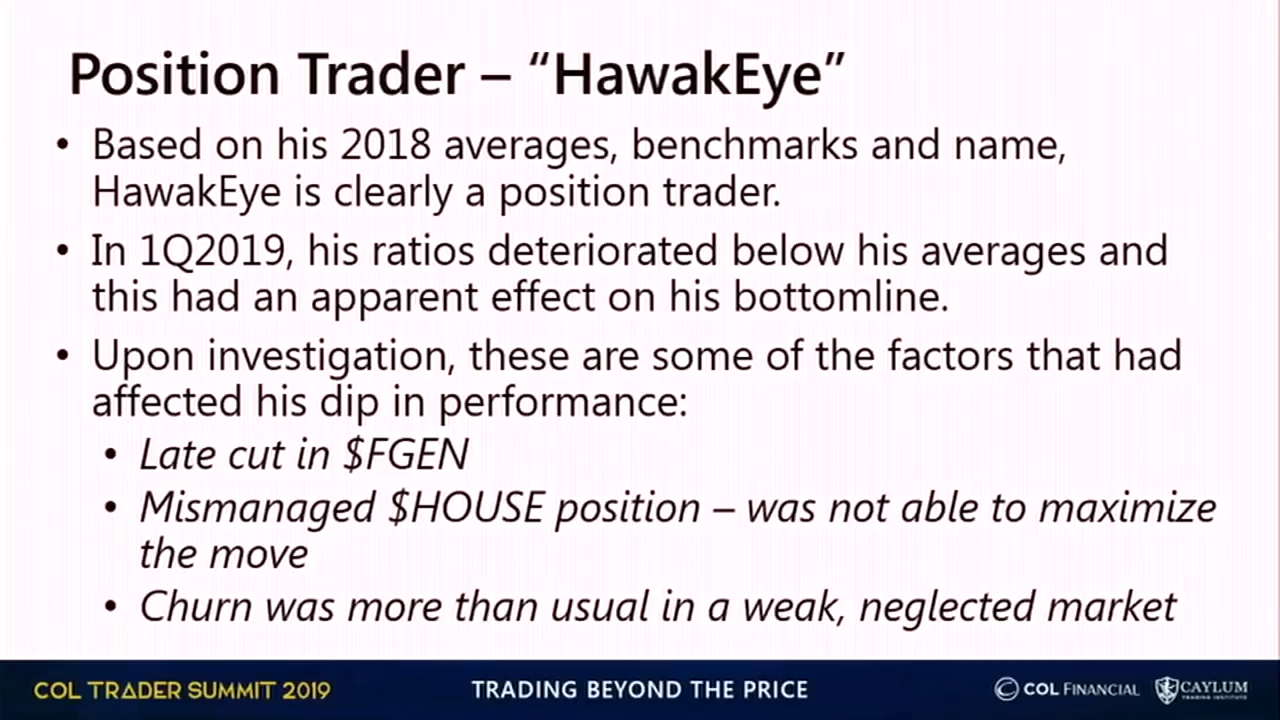 Position Trader – “HawakEye”
• Based on his 2018 averages, benchmarks and name,
HawakEye is clearly a position trader.
• In 1Q2019, his ratios deteriorated below his averages and
this had an apparent effect on his bottomline.
• Upon investigation, these are some of the factors that had
affected his dip in performance:
• Late cut in $FGEN
• Mismanaged $HOUSE position – was not able to maximize
the move
• Churn was more than usual in a weak, neglected market
COL TRADER SUMMIT 2019
TRADING BEYOND THE PRICE
COL FINANCIAL
CAYLUM
TRADING INSTITUTE